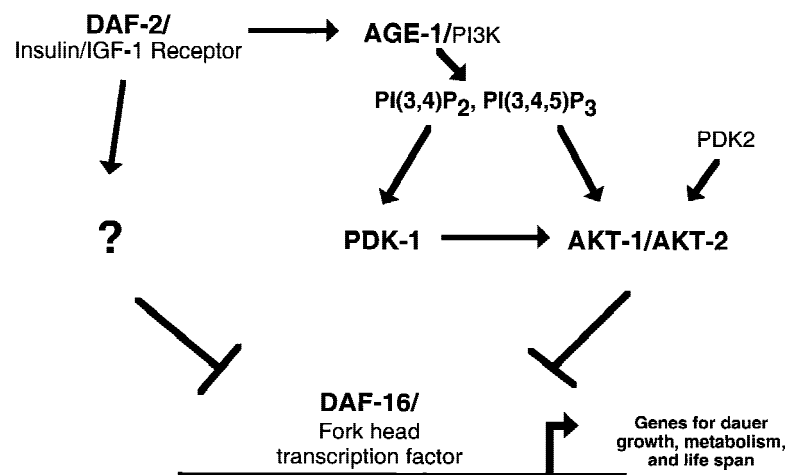 DAF-2/
Insulin/IGF-1 Receptor
AGE-1/PI3K
PI(3,4)P2, PI(3,4,5)P3
PDK2
?
PDK-1
AKT-1/AKT-2
DAF-16/
Fork head
transcription factor
Genes for dauer
growth, metabolism,
and life span